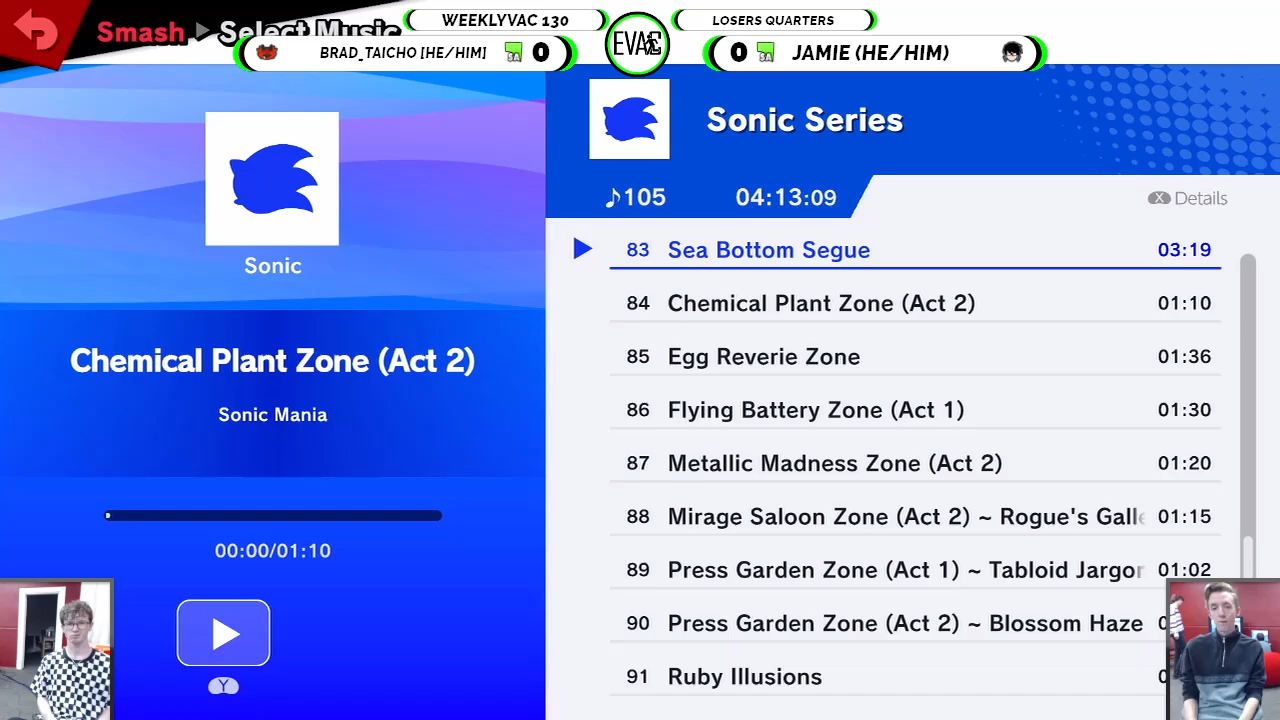 Smash ▶ Select Music
WEEKLYVAC 130
LOSERS QUARTERS
BRAD_TAICHO [HE/HIM]
SA
0
EVAC
0
SA
JAMIE (HE/HIM)
Sonic
Chemical Plant Zone (Act 2)
Sonic Mania
00:00/01:10
Y
Sonic Series
♪105
04:13:09
X Details
83 Sea Bottom Segue 03:19
84 Chemical Plant Zone (Act 2) 01:10
85 Egg Reverie Zone 01:36
86 Flying Battery Zone (Act 1) 01:30
87 Metallic Madness Zone (Act 2) 01:20
88 Mirage Saloon Zone (Act 2) ~ Rogue's Galle 01:15
89 Press Garden Zone (Act 1) ~ Tabloid Jargon 01:02
90 Press Garden Zone (Act 2) ~ Blossom Haze
91 Ruby Illusions